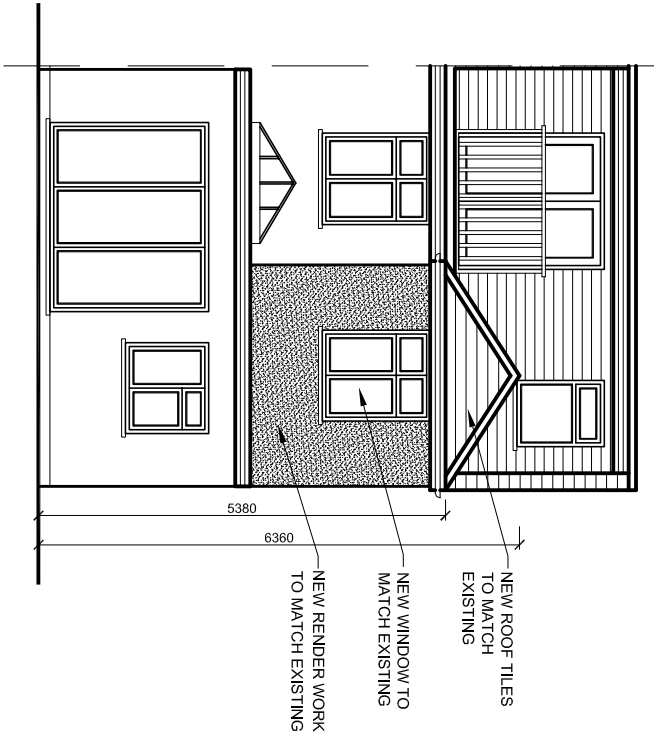 NEW ROOF TILES
TO MATCH
EXISTING
NEW WINDOW TO
MATCH EXISTING
NEW RENDER WORK
TO MATCH EXISTING
5380
6360